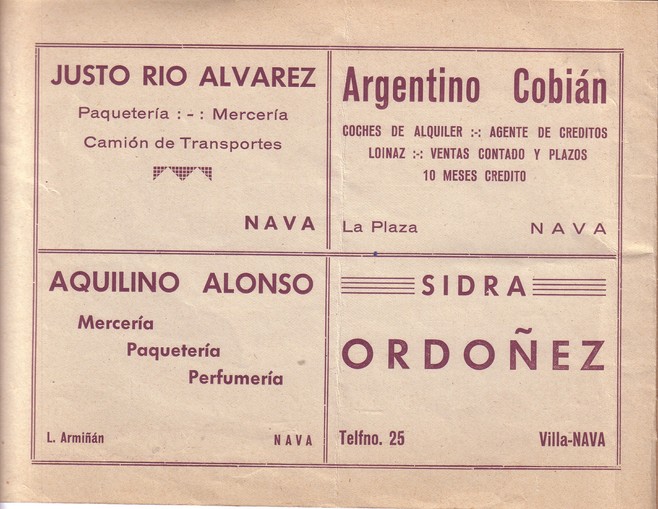 JUSTO RIO ALVAREZ
Paquetería : - : Mercería
Camión de Transportes
NAVA
Argentino Cobián
COCHES DE ALQUILER :-: AGENTE DE CREDITOS
LOINAZ :-: VENTAS CONTADO Y PLAZOS
10 MESES CREDITO
La Plaza NAVA
AQUILINO ALONSO
Mercería
Paquetería
Perfumería
L. Armiñán NAVA
SIDRA
ORDOÑEZ
Telfno. 25 Villa-NAVA